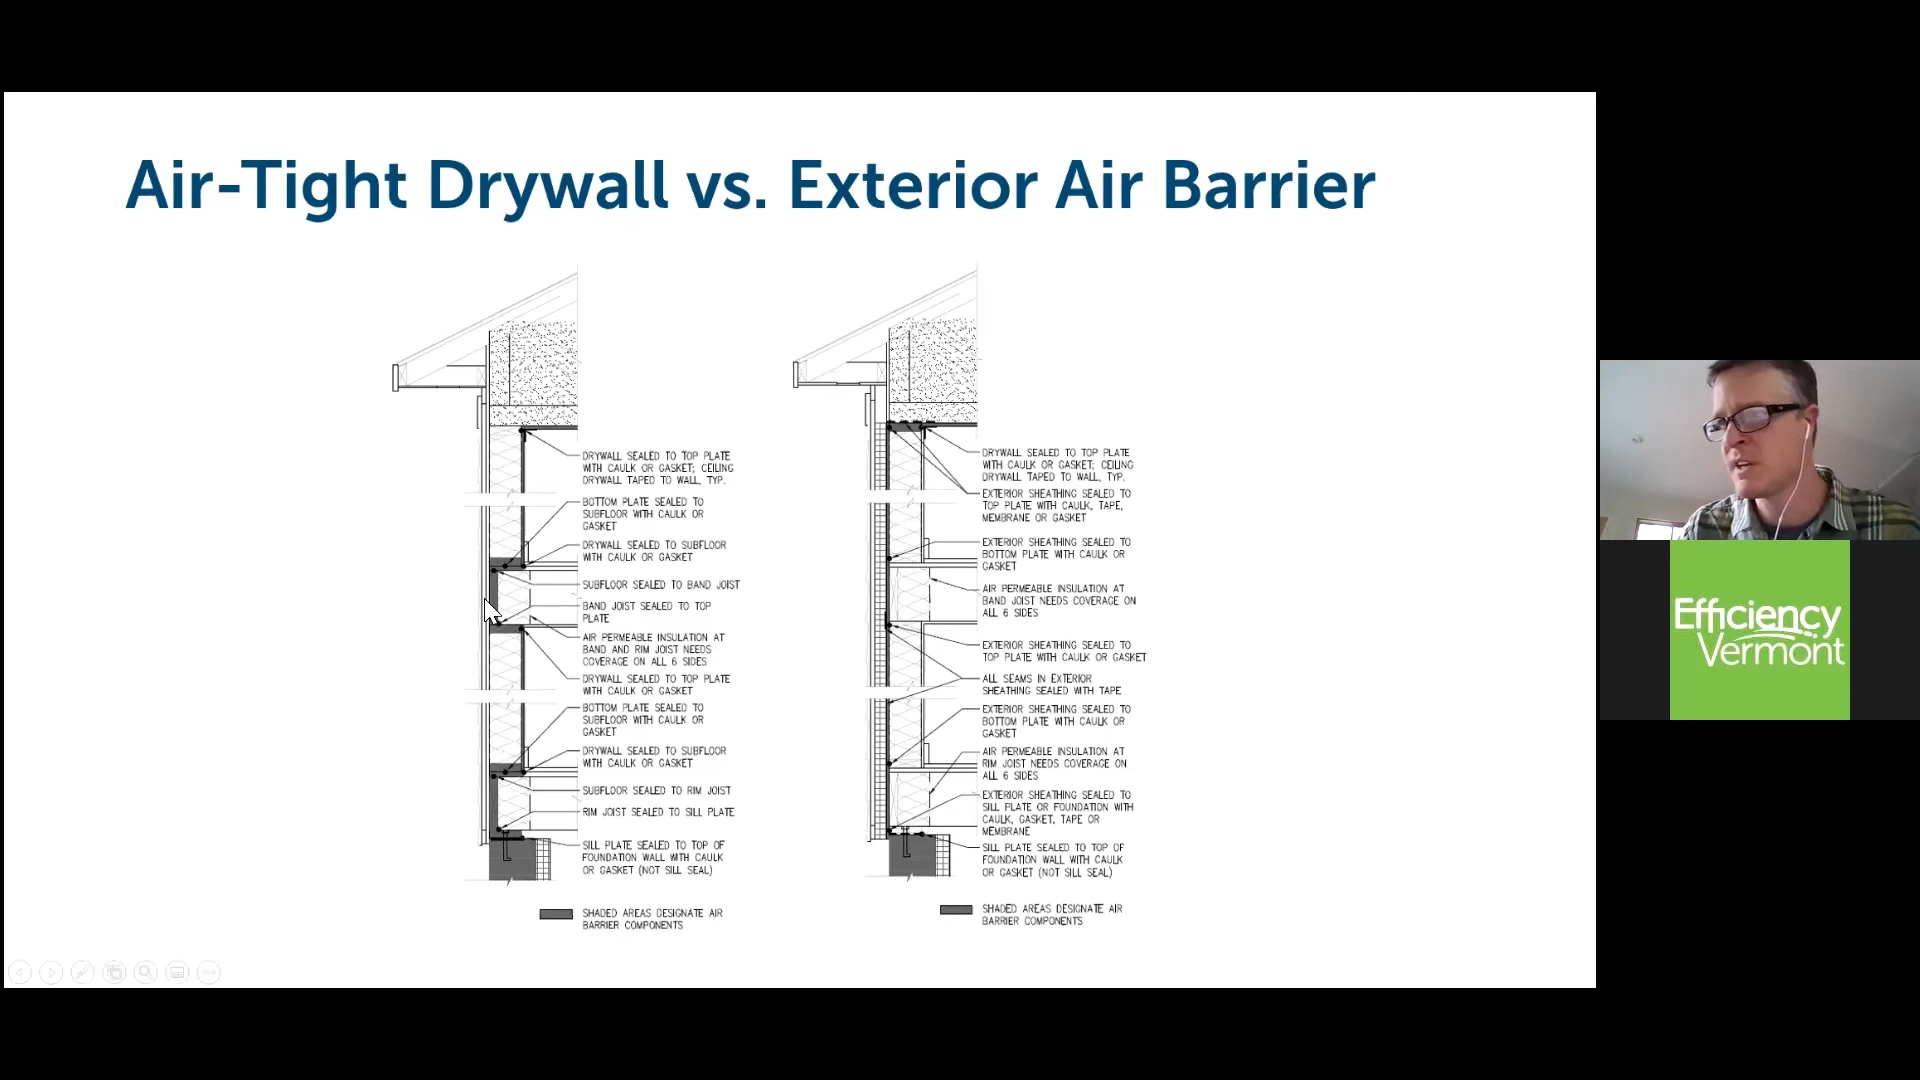 Air-Tight Drywall vs. Exterior Air Barrier
DRYWALL SEALED TO TOP PLATE
WITH CAULK OR GASKET; CEILING
DRYWALL TAPED TO WALL, TYP.
BOTTOM PLATE SEALED TO
SUBFLOOR WITH CAULK OR
GASKET
DRYWALL SEALED TO SUBFLOOR
WITH CAULK OR GASKET
SUBFLOOR SEALED TO BAND JOIST
BAND JOIST SEALED TO TOP
PLATE
AIR PERMEABLE INSULATION AT
BAND AND RIM JOIST NEEDS
COVERAGE ON ALL 6 SIDES
DRYWALL SEALED TO TOP PLATE
WITH CAULK OR GASKET
BOTTOM PLATE SEALED TO
SUBFLOOR WITH CAULK OR
GASKET
DRYWALL SEALED TO SUBFLOOR
WITH CAULK OR GASKET
SUBFLOOR SEALED TO RIM JOIST
RIM JOIST SEALED TO SILL PLATE
SILL PLATE SEALED TO TOP OF
FOUNDATION WALL WITH CAULK
OR GASKET (NOT SILL SEAL)
SHADED AREAS DESIGNATE AIR
BARRIER COMPONENTS
DRYWALL SEALED TO TOP PLATE
WITH CAULK OR GASKET; CEILING
DRYWALL TAPED TO WALL, TYP.
EXTERIOR SHEATHING SEALED TO
TOP PLATE WITH CAULK, TAPE,
MEMBRANE OR GASKET
EXTERIOR SHEATHING SEALED TO
BOTTOM PLATE WITH CAULK OR
GASKET
AIR PERMEABLE INSULATION AT
BAND JOIST NEEDS COVERAGE ON
ALL 6 SIDES
EXTERIOR SHEATHING SEALED TO
TOP PLATE WITH CAULK OR GASKET
ALL SEAMS IN EXTERIOR
SHEATHING SEALED WITH TAPE
EXTERIOR SHEATHING SEALED TO
BOTTOM PLATE WITH CAULK OR
GASKET
AIR PERMEABLE INSULATION AT
RIM JOIST NEEDS COVERAGE ON
ALL 6 SIDES
EXTERIOR SHEATHING SEALED TO
SILL PLATE OR FOUNDATION WITH
CAULK, GASKET, TAPE OR
MEMBRANE
SILL PLATE SEALED TO TOP OF
FOUNDATION WALL WITH CAULK
OR GASKET (NOT SILL SEAL)
SHADED AREAS DESIGNATE AIR
BARRIER COMPONENTS
Efficiency
Vermont